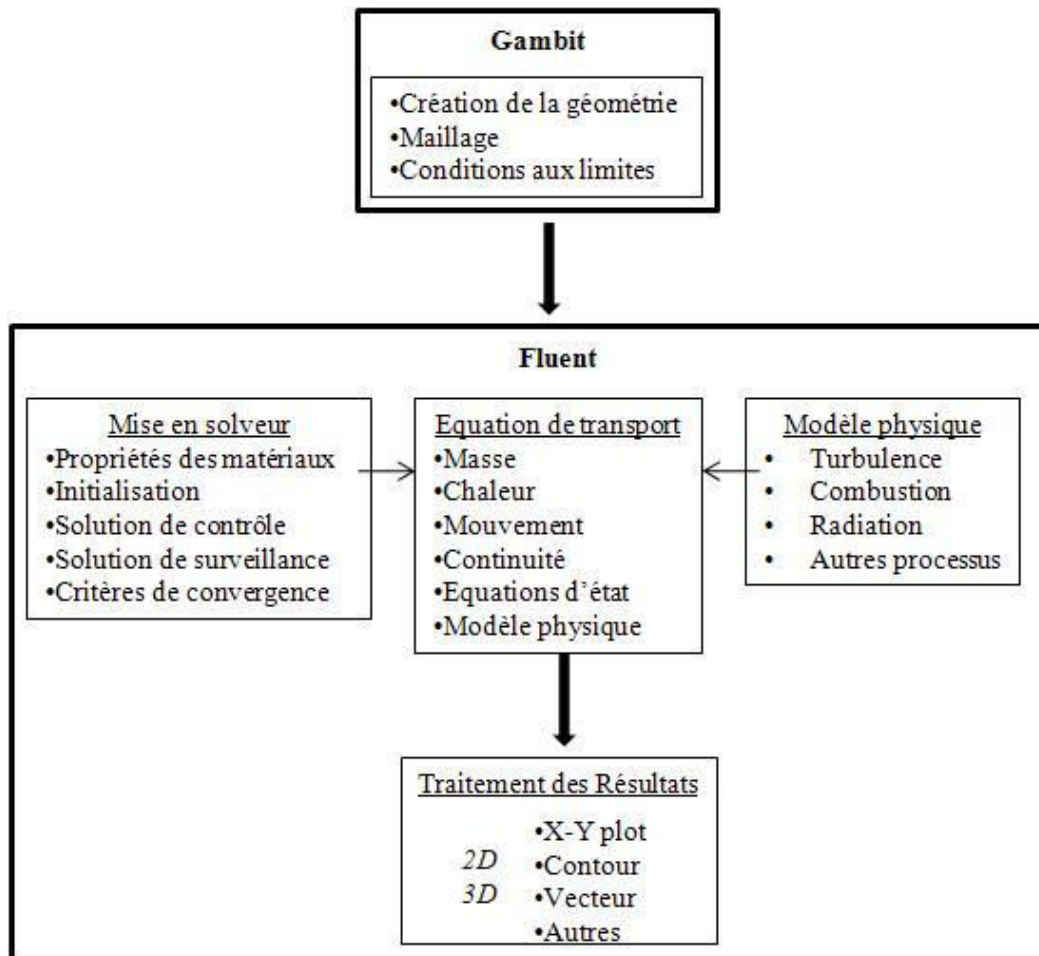 Gambit
•Création de la géométrie
•Maillage
•Conditions aux limites
Fluent
Mise en solveur
•Propriétés des matériaux
•Initialisation
•Solution de contrôle
•Solution de surveillance
•Critères de convergence
Equation de transport
•Masse
•Chaleur
•Mouvement
•Continuité
•Equations d’état
•Modèle physique
Modèle physique
• Turbulence
• Combustion
• Radiation
• Autres processus
Traitement des Résultats
•X-Y plot
2D •Contour
3D •Vecteur
•Autres